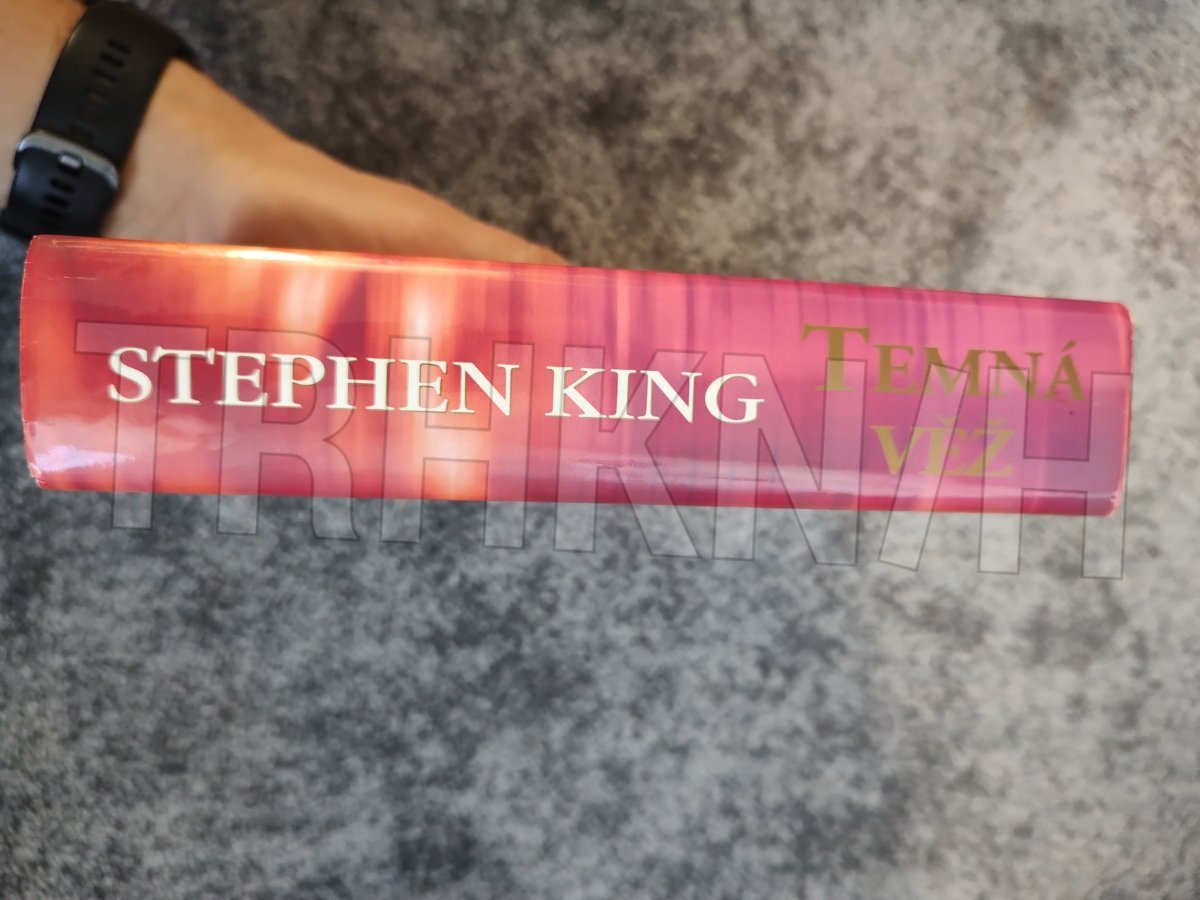 STEPHEN KING
TEMNÁ
VĚŽ
TRHKNIH